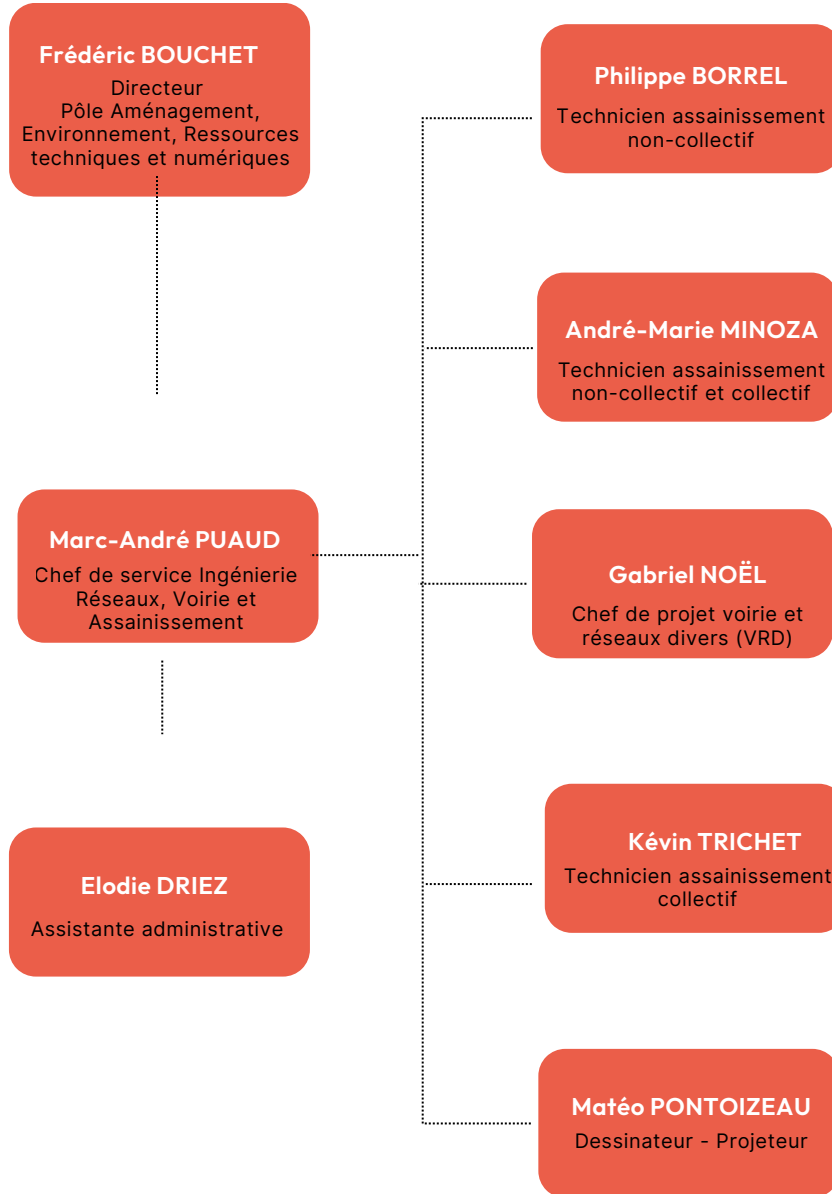 Frédéric BOUCHET
Directeur
Pôle Aménagement,
Environnement, Ressources
techniques et numériques
Marc-André PUAUD
Chef de service Ingénierie
Réseaux, Voirie et
Assainissement
Elodie DRIEZ
Assistante administrative
Philippe BORREL
Technicien assainissement
non-collectif
André-Marie MINOZA
Technicien assainissement
non-collectif et collectif
Gabriel NOËL
Chef de projet voirie et
réseaux divers (VRD)
Kévin TRICHET
Technicien assainissement
collectif
Matéo PONTOIZEAU
Dessinateur - Projeteur